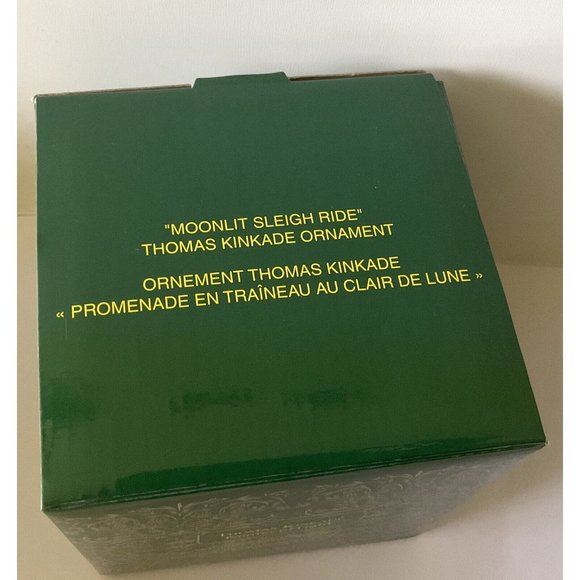 "MOONLIT SLEIGH RIDE"
THOMAS KINKADE ORNAMENT
ORNEMENT THOMAS KINKADE
« PROMENADE EN TRAÎNEAU AU CLAIR DE LUNE »